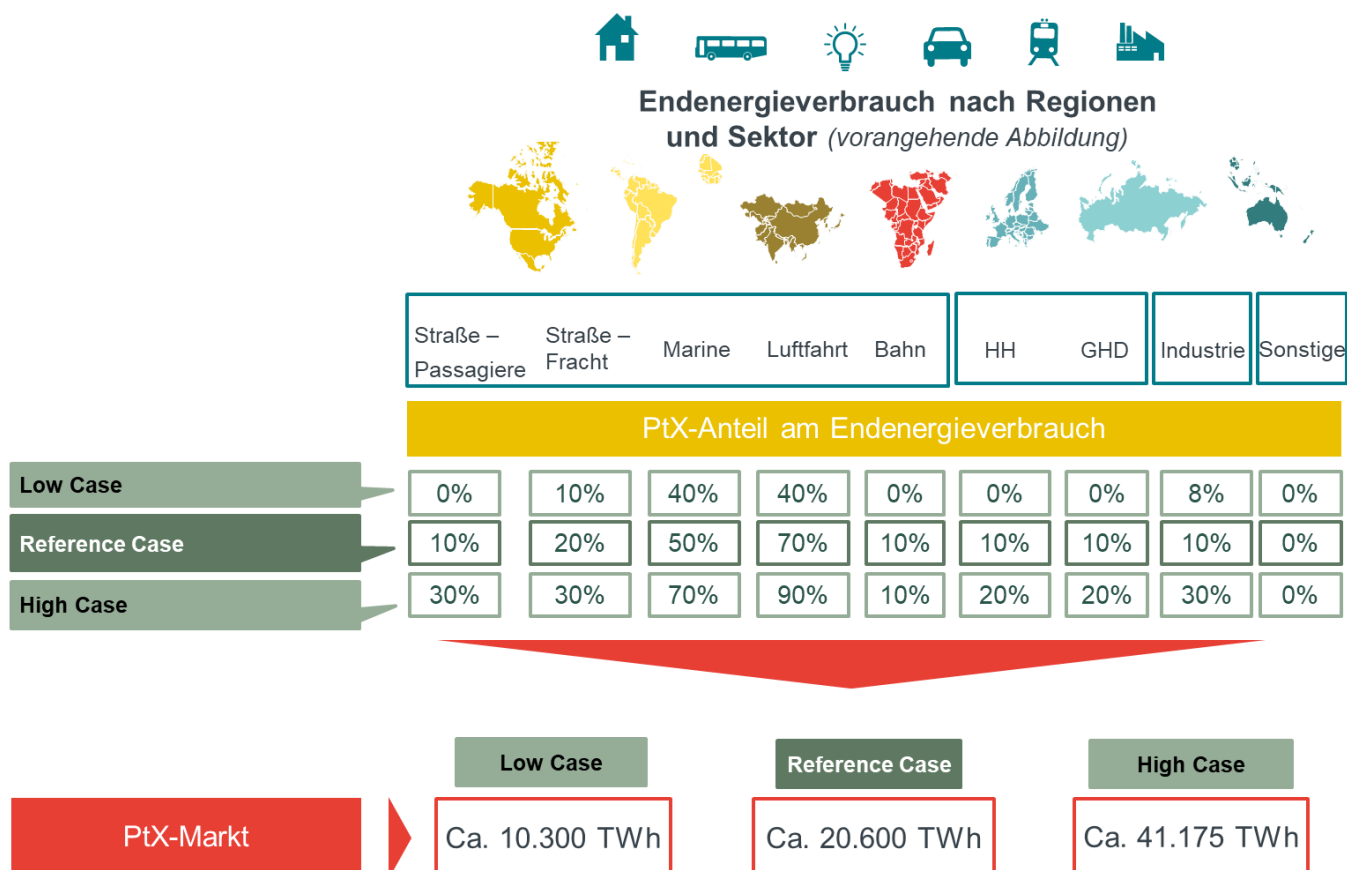 Endenergieverbrauch nach Regionen
und Sektor (vorangehende Abbildung)
Straße –
Passagiere
Straße –
Fracht
Marine
Luftfahrt
Bahn
HH
GHD
Industrie
Sonstige
PtX-Anteil am Endenergieverbrauch
Low Case
0%
10%
40%
40%
0%
0%
0%
8%
0%
Reference Case
10%
20%
50%
70%
10%
10%
10%
10%
0%
High Case
30%
30%
70%
90%
10%
20%
20%
30%
0%
Low Case
Reference Case
High Case
PtX-Markt
Ca. 10.300 TWh
Ca. 20.600 TWh
Ca. 41.175 TWh